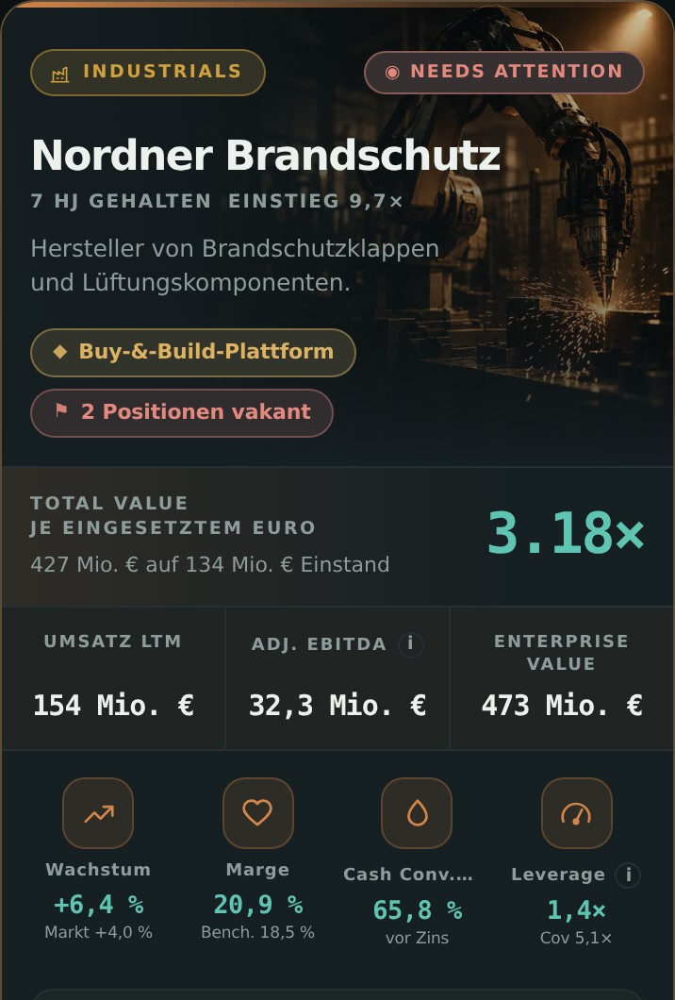 INDUSTRIALS
NEEDS ATTENTION
Nordner Brandschutz
7 HJ GEHALTEN EINSTIEG 9,7×
Hersteller von Brandschutzklappen
und Lüftungskomponenten.
Buy-&-Build-Plattform
2 Positionen vakant
TOTAL VALUE
JE EINGESETZTEM EURO
427 Mio. € auf 134 Mio. € Einstand
3.18×
UMSATZ LTM
154 Mio. €
ADJ. EBITDA i
32,3 Mio. €
ENTERPRISE
VALUE
473 Mio. €
Wachstum
+6,4 %
Markt +4,0 %
Marge
20,9 %
Bench. 18,5 %
Cash Conv.…
65,8 %
vor Zins
Leverage i
1,4×
Cov 5,1×